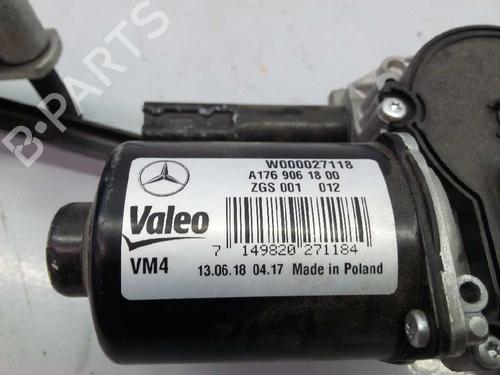 B-PARTS
W000027118
A176 906 18 00
ZGS 001 012
Valeo
7 149820 271184
VM4
13.06.18 04.17 Made in Poland